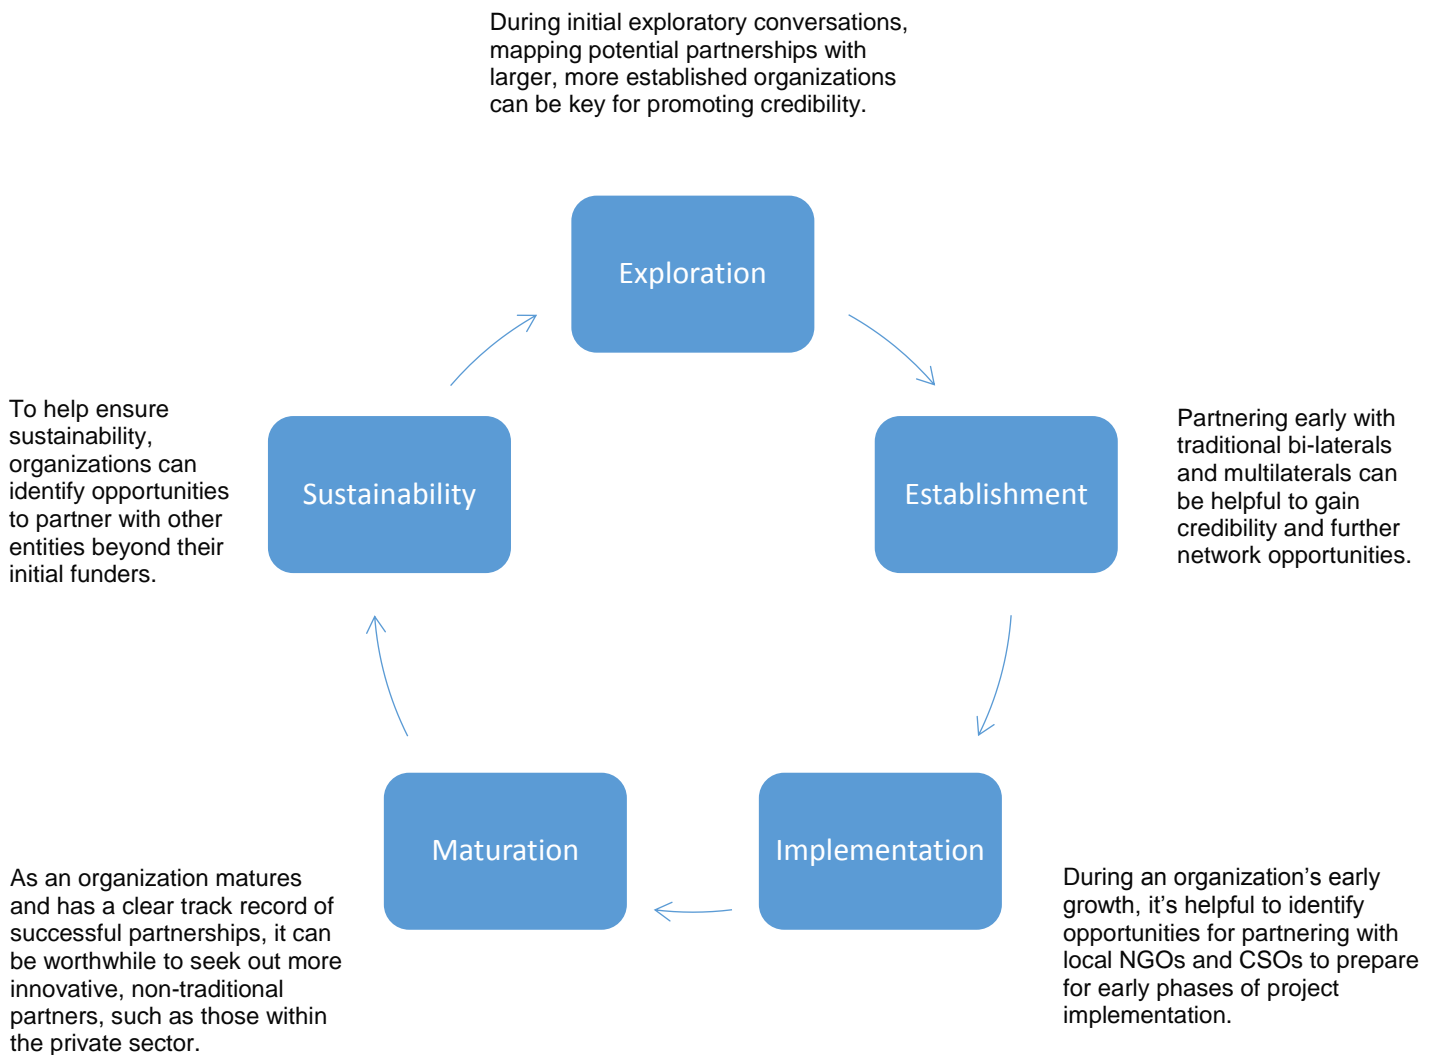 During initial exploratory conversations,
mapping potential partnerships with
larger, more established organizations
can be key for promoting credibility.
Exploration
To help ensure
sustainability,
organizations can
identify opportunities
to partner with other
entities beyond their
initial funders.
Sustainability
Establishment
Partnering early with
traditional bi-laterals
and multilaterals can
be helpful to gain
credibility and further
network opportunities.
Maturation
Implementation
As an organization matures
and has a clear track record of
successful partnerships, it can
be worthwhile to seek out more
innovative, non-traditional
partners, such as those within
the private sector.
During an organization’s early
growth, it’s helpful to identify
opportunities for partnering with
local NGOs and CSOs to prepare
for early phases of project
implementation.